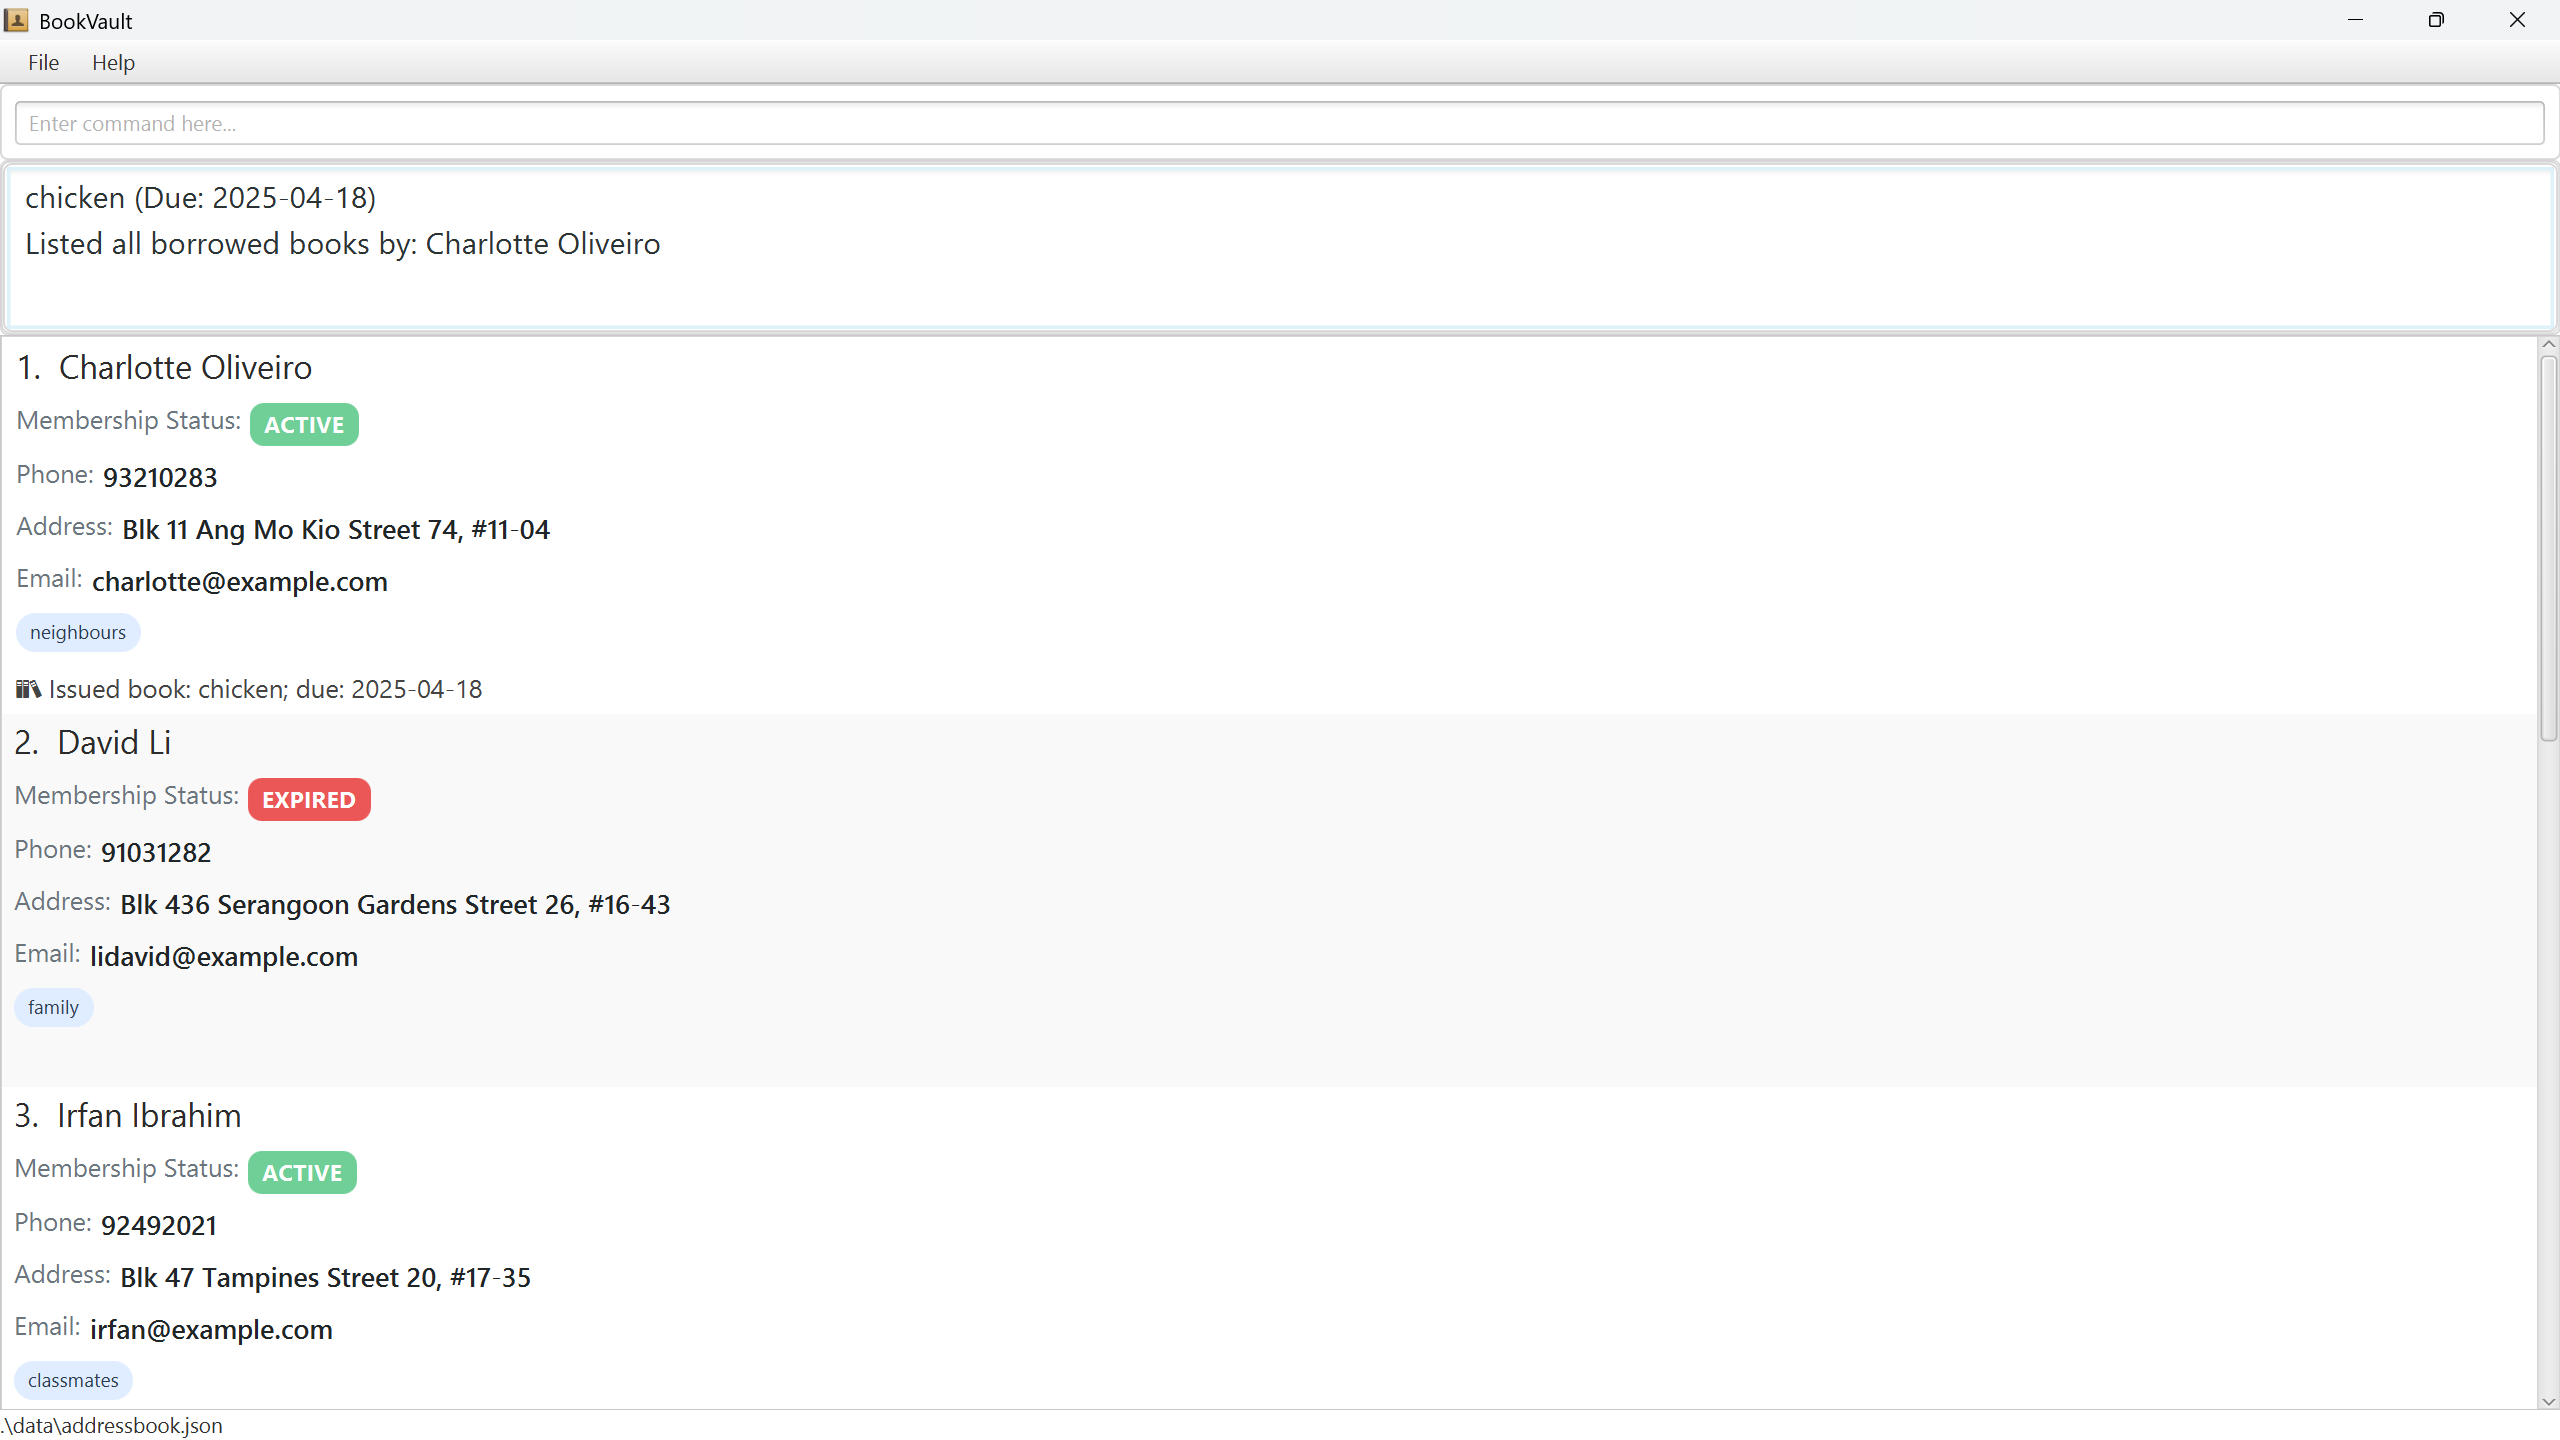 BookVault
File Help
Enter command here...
chicken (Due: 2025-04-18)
Listed all borrowed books by: Charlotte Oliveiro
1. Charlotte Oliveiro
Membership Status: ACTIVE
Phone: 93210283
Address: Blk 11 Ang Mo Kio Street 74, #11-04
Email: charlotte@example.com
neighbours
Issued book: chicken; due: 2025-04-18
2. David Li
Membership Status: EXPIRED
Phone: 91031282
Address: Blk 436 Serangoon Gardens Street 26, #16-43
Email: lidavid@example.com
family
3. Irfan Ibrahim
Membership Status: ACTIVE
Phone: 92492021
Address: Blk 47 Tampines Street 20, #17-35
Email: irfan@example.com
classmates
.\data\addressbook.json